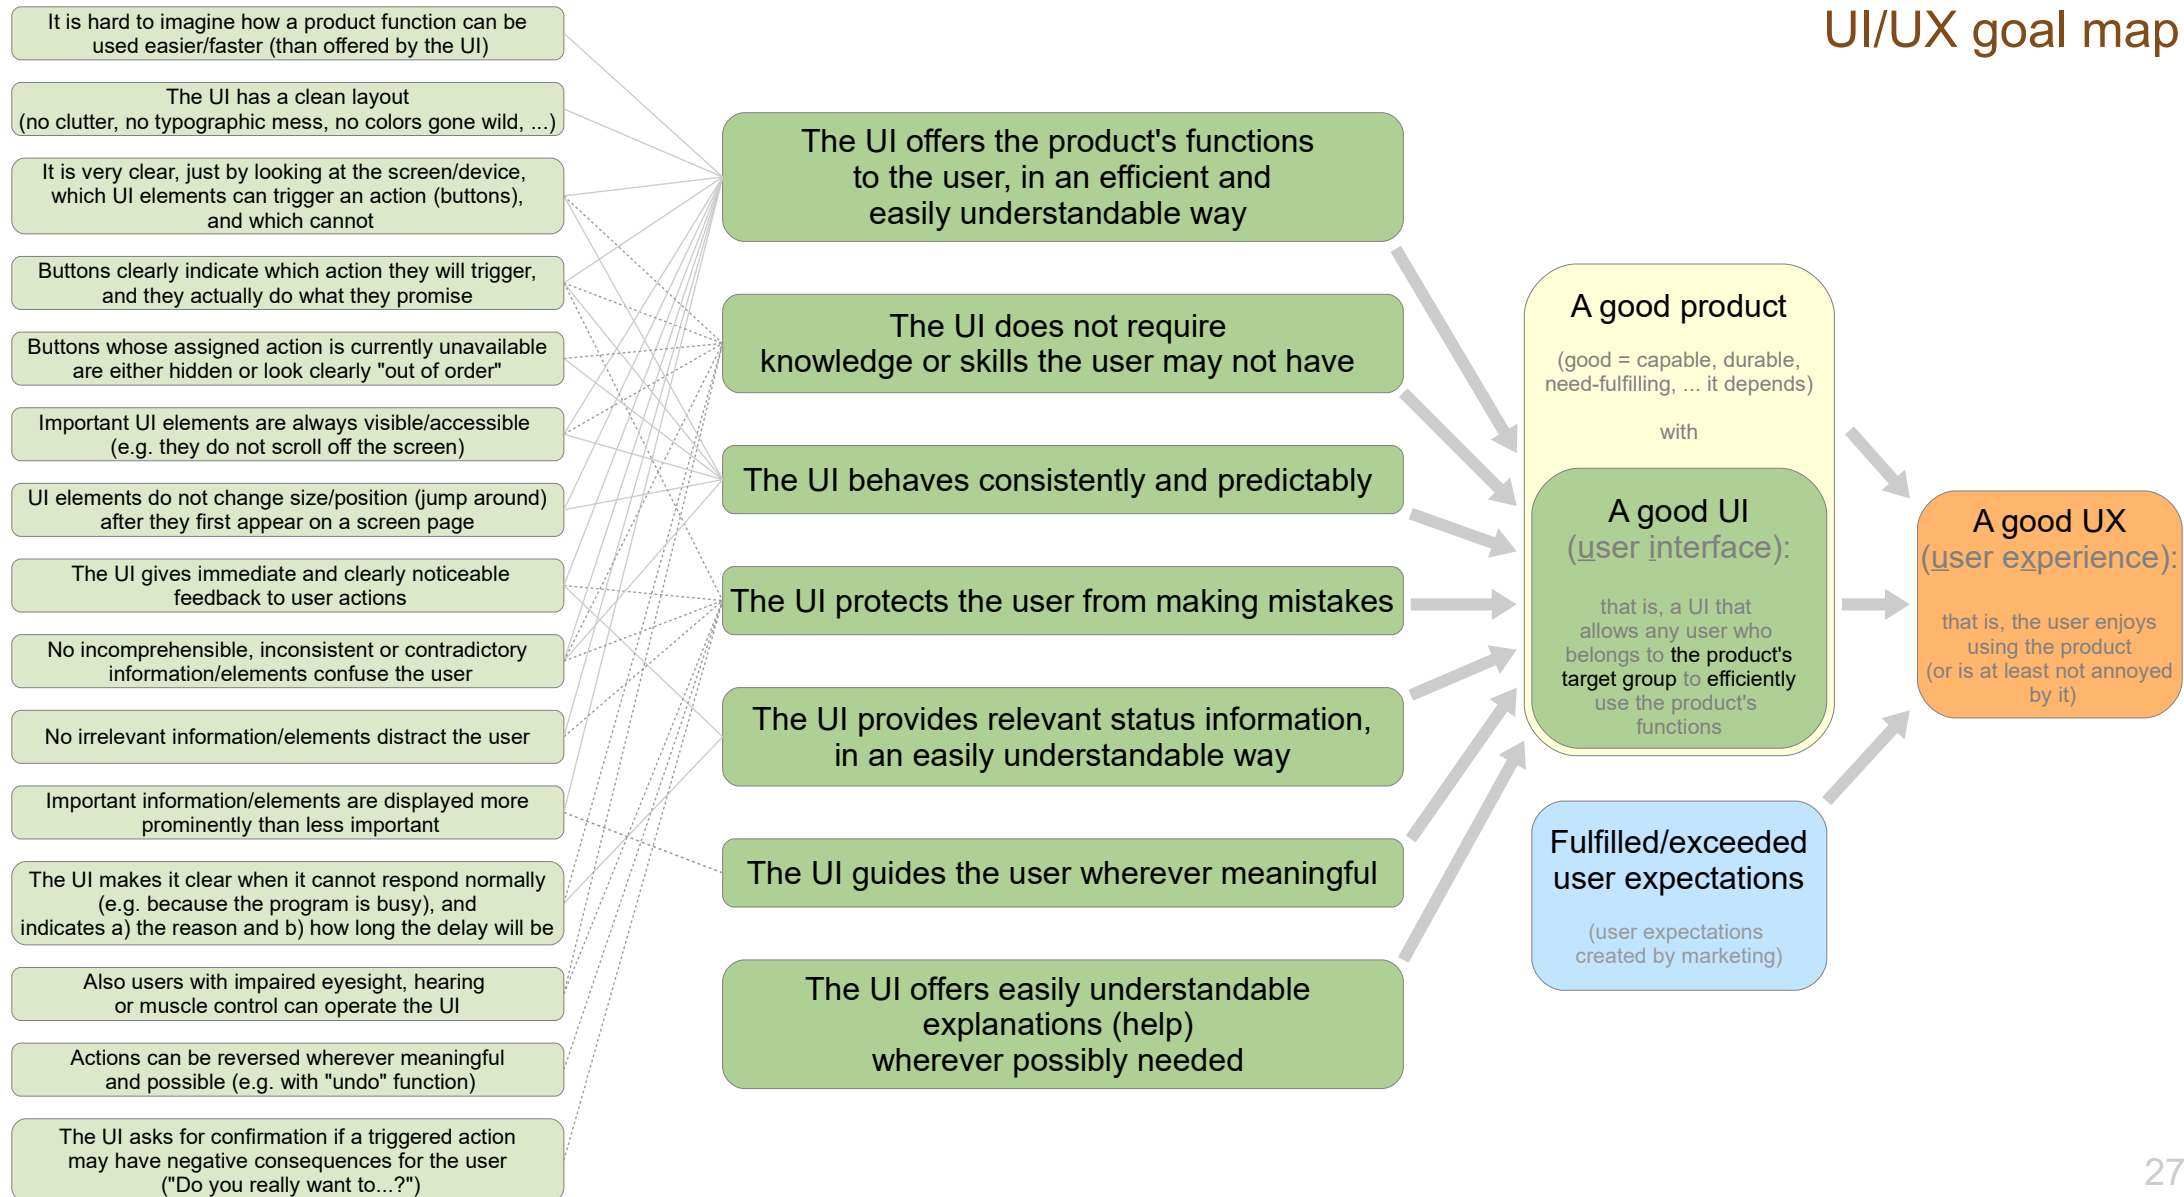 UI/UX goal map
It is hard to imagine how a product function can be
used easier/faster (than offered by the UI)
The UI has a clean layout
(no clutter, no typographic mess, no colors gone wild, ...)
It is very clear, just by looking at the screen/device,
which UI elements can trigger an action (buttons),
and which cannot
Buttons clearly indicate which action they will trigger,
and they actually do what they promise
Buttons whose assigned action is currently unavailable
are either hidden or look clearly "out of order"
Important UI elements are always visible/accessible
(e.g. they do not scroll off the screen)
UI elements do not change size/position (jump around)
after they first appear on a screen page
The UI gives immediate and clearly noticeable
feedback to user actions
No incomprehensible, inconsistent or contradictory
information/elements confuse the user
No irrelevant information/elements distract the user
Important information/elements are displayed more
prominently than less important
The UI makes it clear when it cannot respond normally
(e.g. because the program is busy), and
indicates a) the reason and b) how long the delay will be
Also users with impaired eyesight, hearing
or muscle control can operate the UI
Actions can be reversed wherever meaningful
and possible (e.g. with "undo" function)
The UI asks for confirmation if a triggered action
may have negative consequences for the user
("Do you really want to...?")
The UI offers the product's functions
to the user, in an efficient and
easily understandable way
The UI does not require
knowledge or skills the user may not have
The UI behaves consistently and predictably
The UI protects the user from making mistakes
The UI provides relevant status information,
in an easily understandable way
The UI guides the user wherever meaningful
The UI offers easily understandable
explanations (help)
wherever possibly needed
A good product
(good = capable, durable,
need-fulfilling, ... it depends)
with
A good UI
(user interface):
that is, a UI that
allows any user who
belongs to the product's
target group to efficiently
use the product's
functions
Fulfilled/exceeded
user expectations
(user expectations
created by marketing)
A good UX
(user experience):
that is, the user enjoys
using the product
(or is at least not annoyed
by it)
27